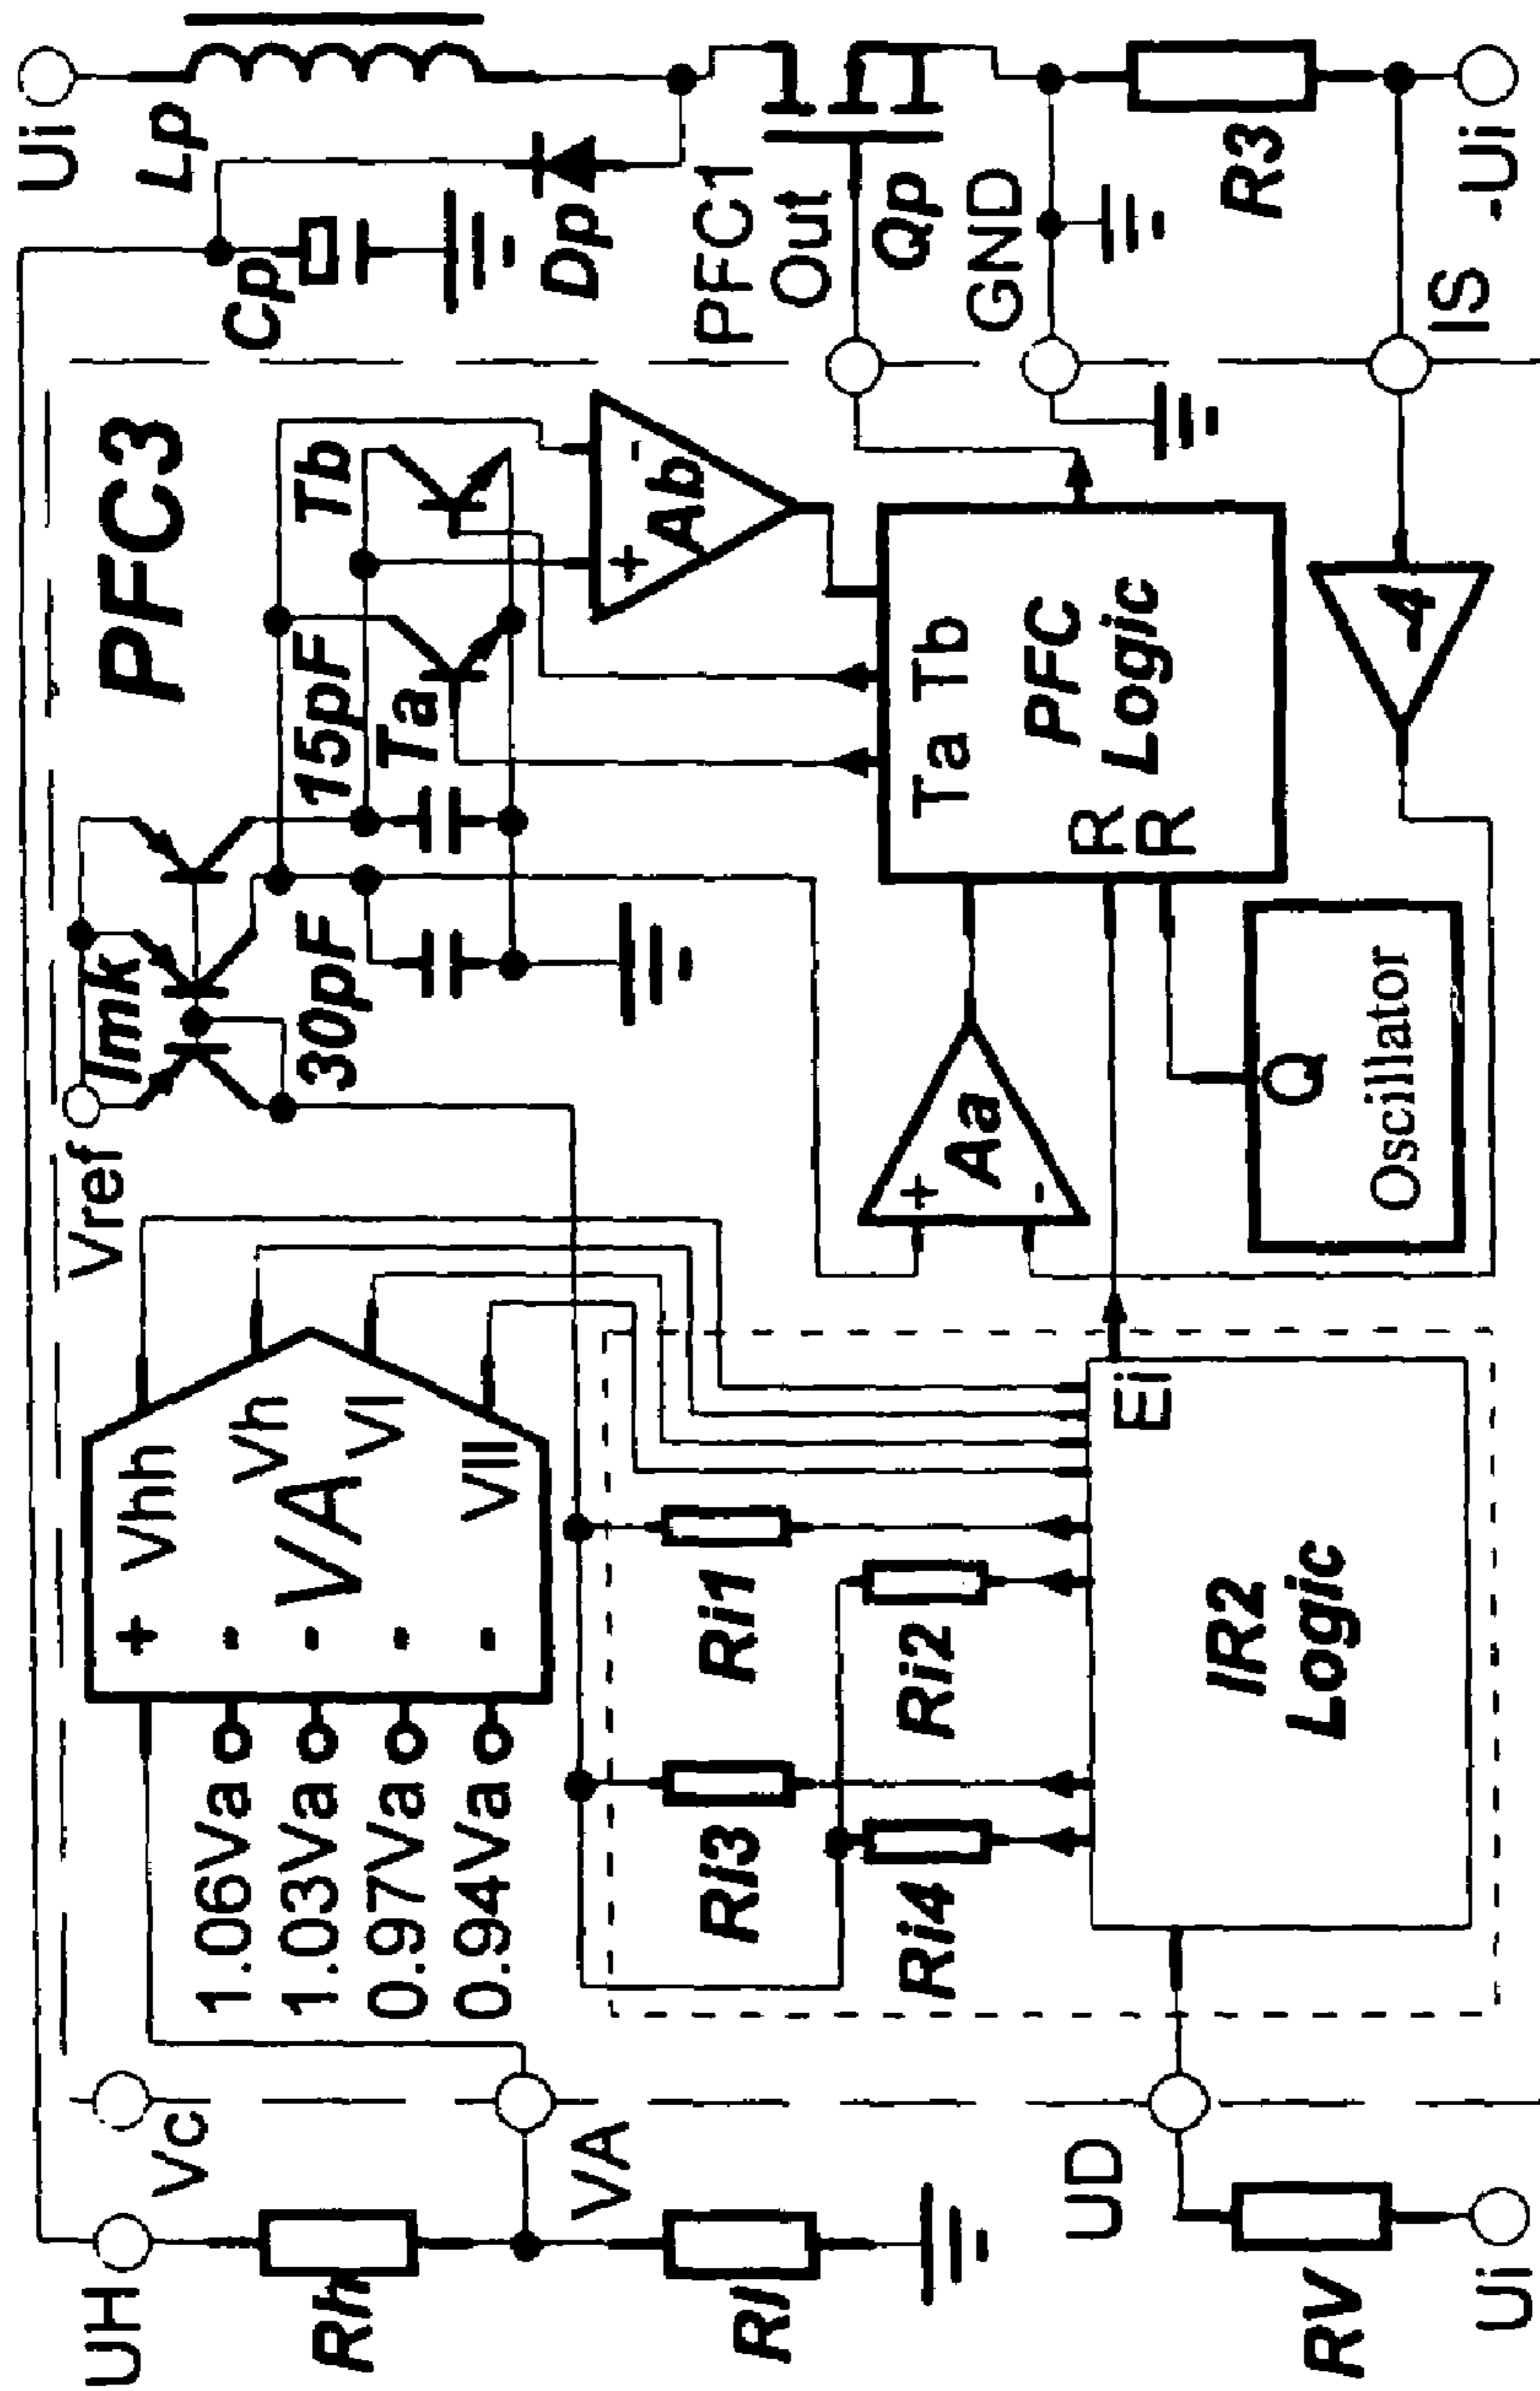 UH
Vc
Rh
VA
Rl
UD
RV
Ui
1.06Va
1.03Va
0.97Va
0.94Va
+
-
-
-
-
Vhh
Vh
VA
Vl
Vll
Ri3
Ri4
Ri1
Ri2
IR2
Logic
Ei
Vref
Imk
30pF
15pF
Ta
Tb
PFC3
Aa
+
-
Ab
+
-
Ta Tb
PFC
Logic
R
R
Q
Oscillator
-4
Ui
Lp
Cp
Dp
PFC1
Out
Qp
GND
R3
IS
-Ui